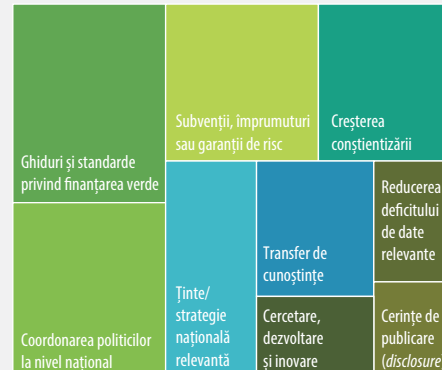 Ghiduri și standarde
privind finanțarea verde
Subvenții, împrumuturi
sau garanții de risc
Creșterea
conștientizării
Coordonarea politicilor
la nivel național
Ținte/
strategie
națională
relevantă
Transfer de
cunoștințe
Cercetare,
dezvoltare
și inovare
Reducerea
deficitului
de date
relevante
Cerințe de
publicare
(disclosure